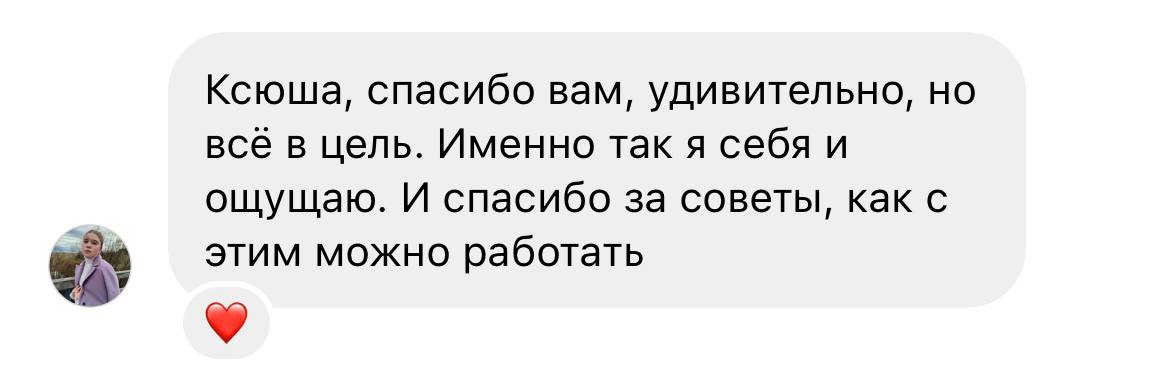 Ксюша, спасибо вам, удивительно, но
всё в цель. Именно так я себя и
ощущаю. И спасибо за советы, как с
этим можно работать